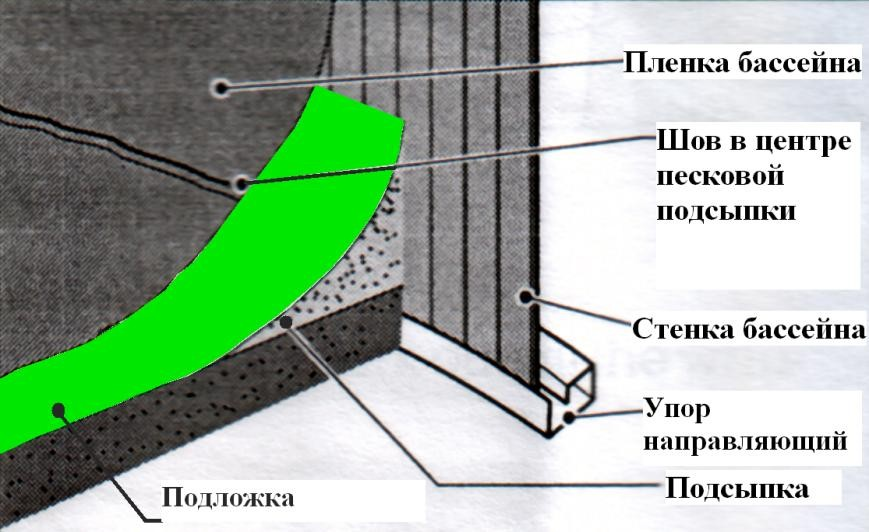 Пленка бассейна
Шов в центре
песковой
подсыпки
Стенка бассейна
Упор
направляющий
Подсыпка
Подложка